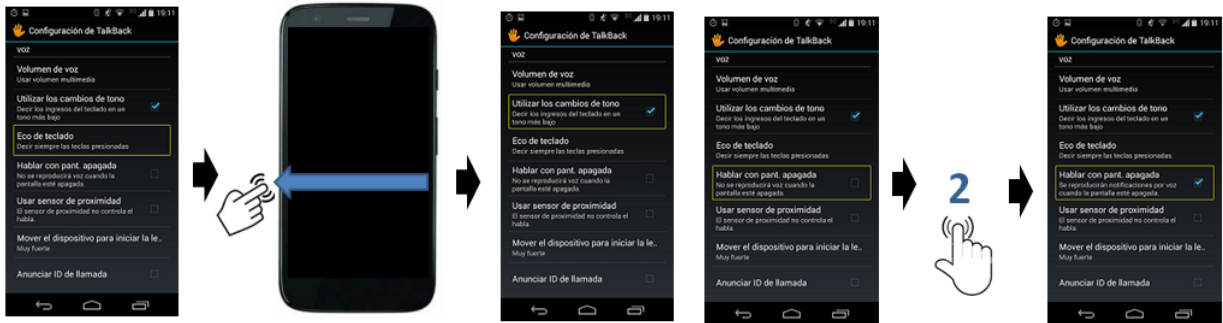 19:11
Configuración de TalkBack
VOZ
Volumen de voz
Usar volumen multimedia
Utilizar los cambios de tono
Decir los ingresos del teclado en un
tono más bajo
Eco de teclado
Decir siempre las teclas presionadas
Hablar con pant. apagada
No se reproducirá voz cuando la
pantalla esté apagada.
Usar sensor de proximidad
El sensor de proximidad no controla el
habla.
Mover el dispositivo para iniciar la le..
Muy fuerte
Anunciar ID de llamada
19:11
Configuración de TalkBack
VOZ
Volumen de voz
Usar volumen multimedia
Utilizar los cambios de tono
Decir los ingresos del teclado en un
tono más bajo
Eco de teclado
Decir siempre las teclas presionadas
Hablar con pant. apagada
No se reproducirá voz cuando la
pantalla esté apagada.
Usar sensor de proximidad
El sensor de proximidad no controla el
habla.
Mover el dispositivo para iniciar la le..
Muy fuerte
Anunciar ID de llamada
19:11
Configuración de TalkBack
VOZ
Volumen de voz
Usar volumen multimedia
Utilizar los cambios de tono
Decir los ingresos del teclado en un
tono más bajo
Eco de teclado
Decir siempre las teclas presionadas
Hablar con pant. apagada
No se reproducirá voz cuando la
pantalla esté apagada.
Usar sensor de proximidad
El sensor de proximidad no controla el
habla.
Mover el dispositivo para iniciar la le..
Muy fuerte
Anunciar ID de llamada
2
19:11
Configuración de TalkBack
VOZ
Volumen de voz
Usar volumen multimedia
Utilizar los cambios de tono
Decir los ingresos del teclado en un
tono más bajo
Eco de teclado
Decir siempre las teclas presionadas
Hablar con pant. apagada
Se reproducirán notificaciones por voz
cuando la pantalla esté apagada.
Usar sensor de proximidad
El sensor de proximidad no controla el
habla.
Mover el dispositivo para iniciar la le..
Muy fuerte
Anunciar ID de llamada